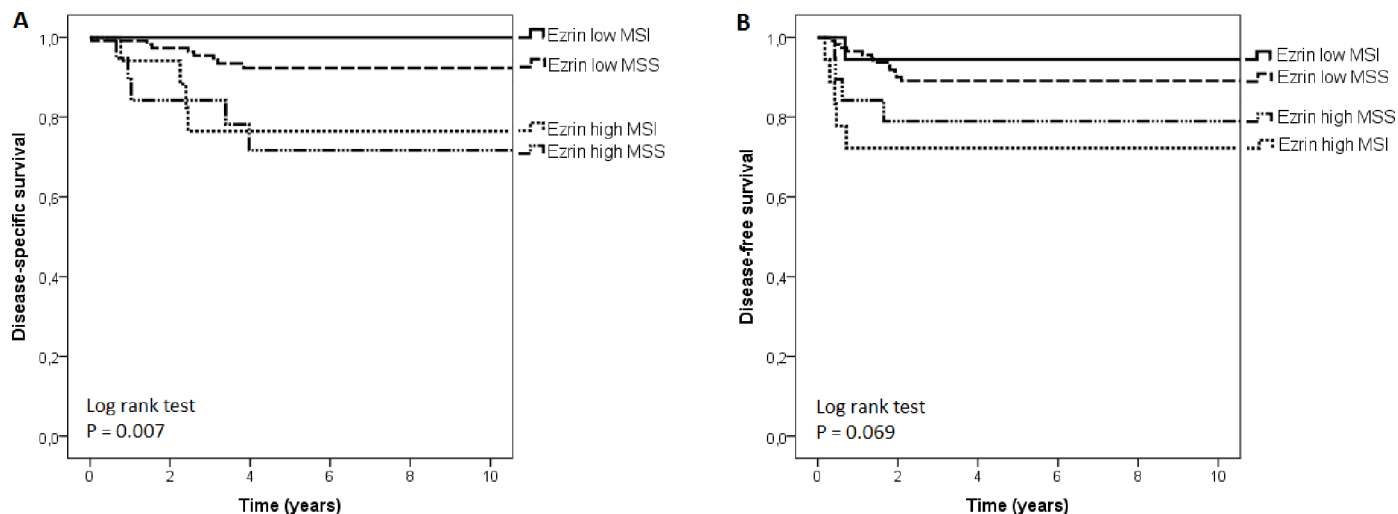 A
Disease-specific survival
1,0
0,8
0,6
0,4
0,2
0,0
Ezrin low MSI
Ezrin low MSS
Ezrin high MSI
Ezrin high MSS
Log rank test
P = 0.007
0 2 4 6 8 10
Time (years)
B
Disease-free survival
1,0
0,8
0,6
0,4
0,2
0,0
Ezrin low MSI
Ezrin low MSS
Ezrin high MSS
Ezrin high MSI
Log rank test
P = 0.069
0 2 4 6 8 10
Time (years)